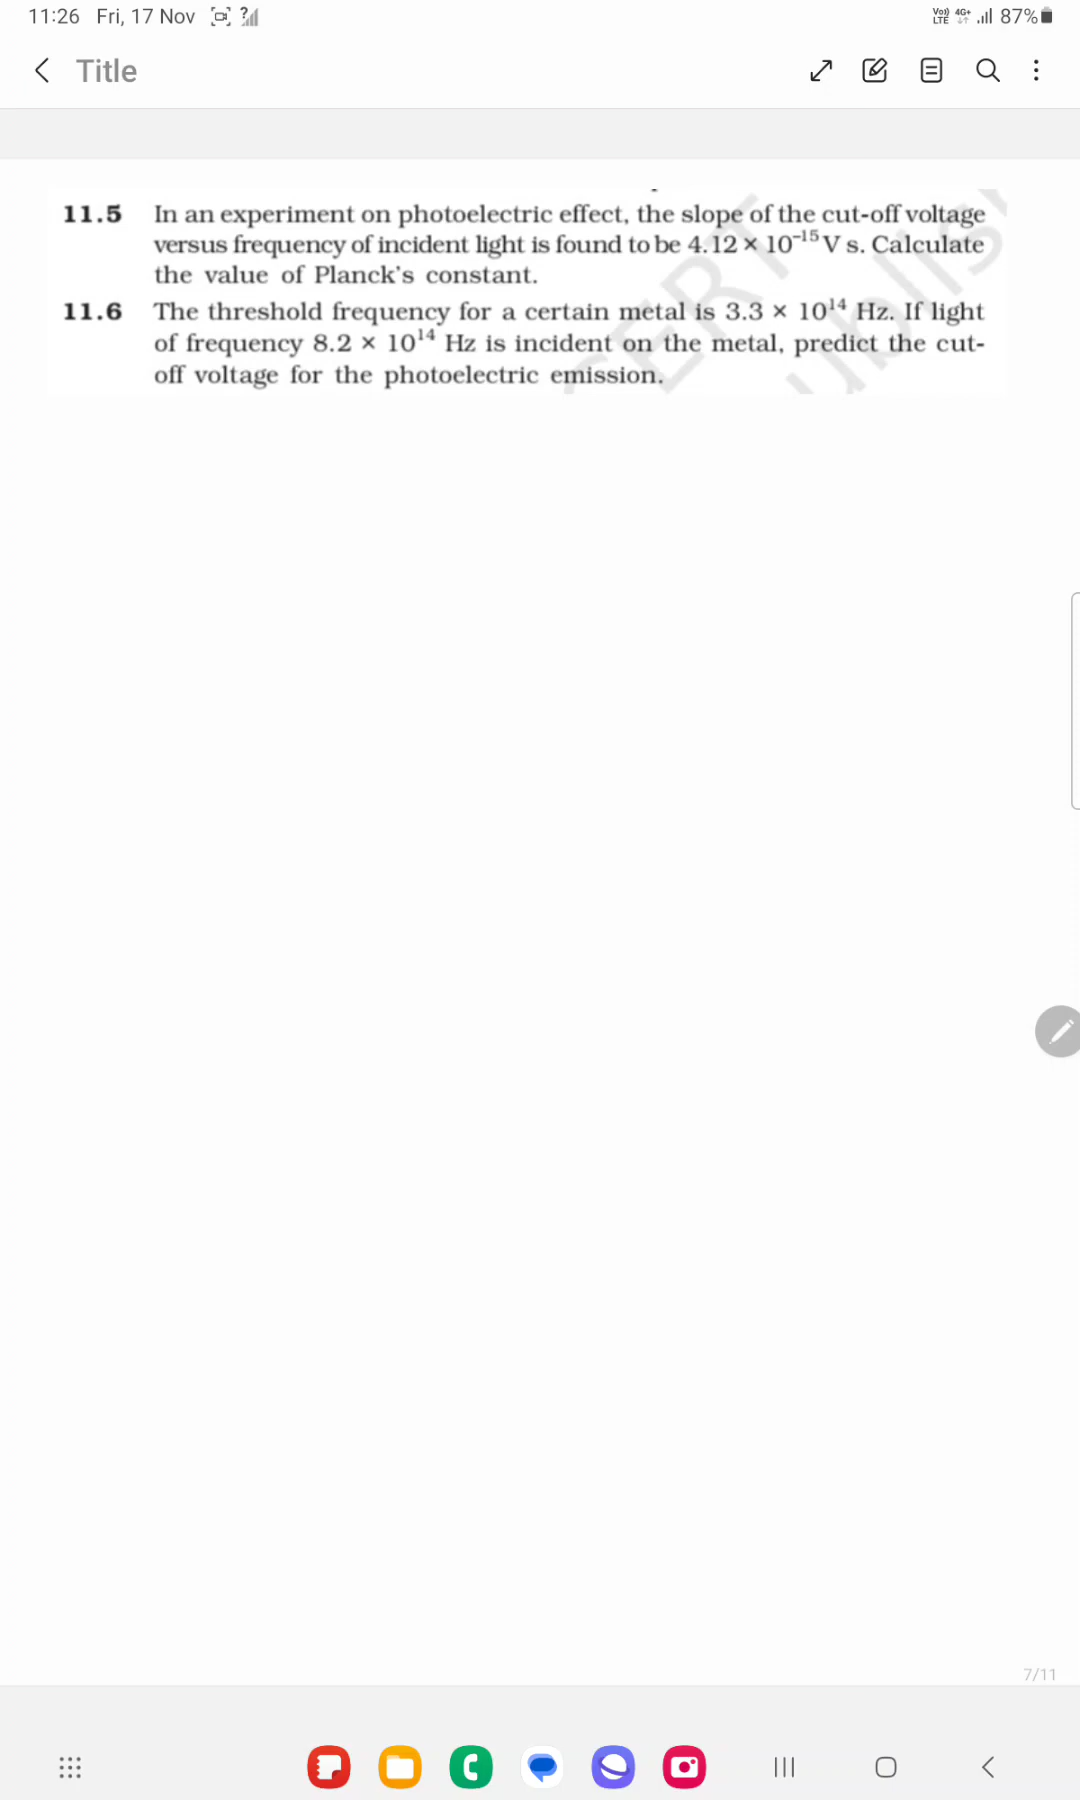 11:26 Fri, 17 Nov
Vo)) LTE 4G+ 87%
Title
11.5 In an experiment on photoelectric effect, the slope of the cut-off voltage
versus frequency of incident light is found to be 4.12 × 10⁻¹⁵ V s. Calculate
the value of Planck's constant.
11.6 The threshold frequency for a certain metal is 3.3 × 10¹⁴ Hz. If light
of frequency 8.2 × 10¹⁴ Hz is incident on the metal, predict the cut-
off voltage for the photoelectric emission.
7/11